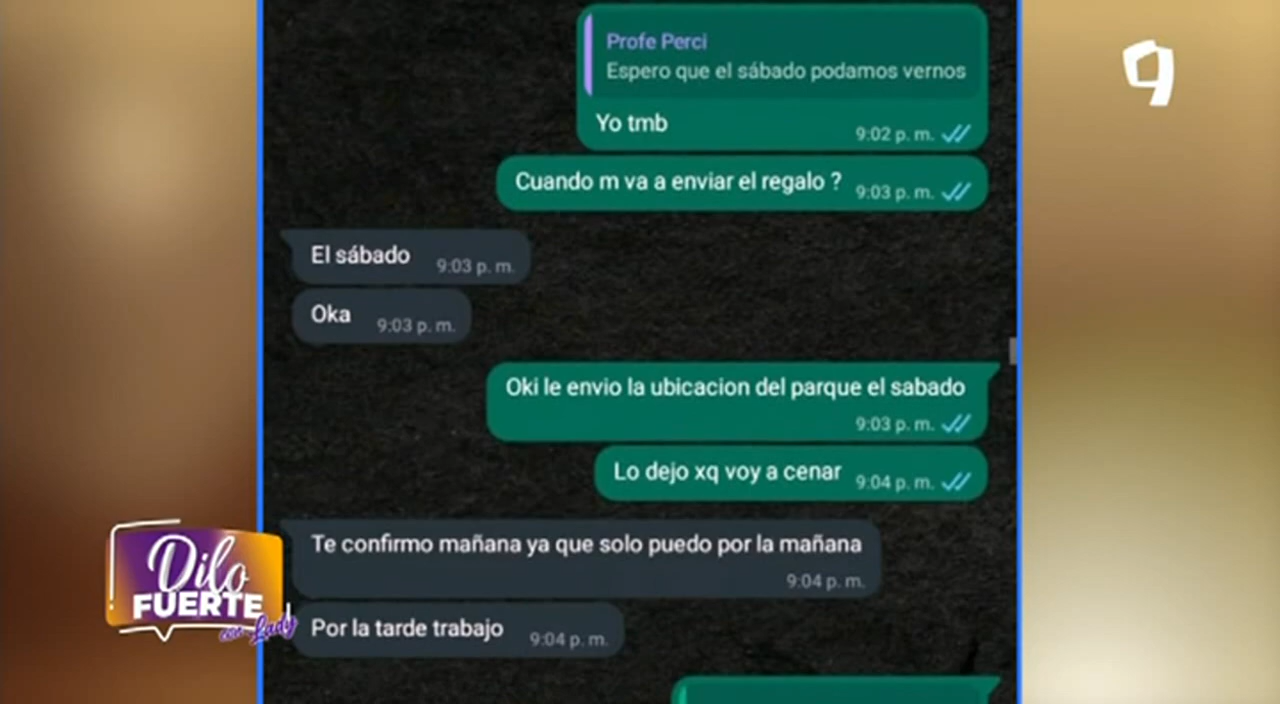 Profe Perci
Espero que el sábado podamos vernos
Yo tmb
9:02 p. m.
Cuando m va a enviar el regalo ?
9:03 p. m.
El sábado
9:03 p. m.
Oka
9:03 p. m.
Oki le envio la ubicacion del parque el sabado
9:03 p. m.
Lo dejo xq voy a cenar
9:04 p. m.
Te confirmo mañana ya que solo puedo por la mañana
9:04 p. m.
Por la tarde trabajo
9:04 p. m.
Dilo
FUERTE
con Lady
9